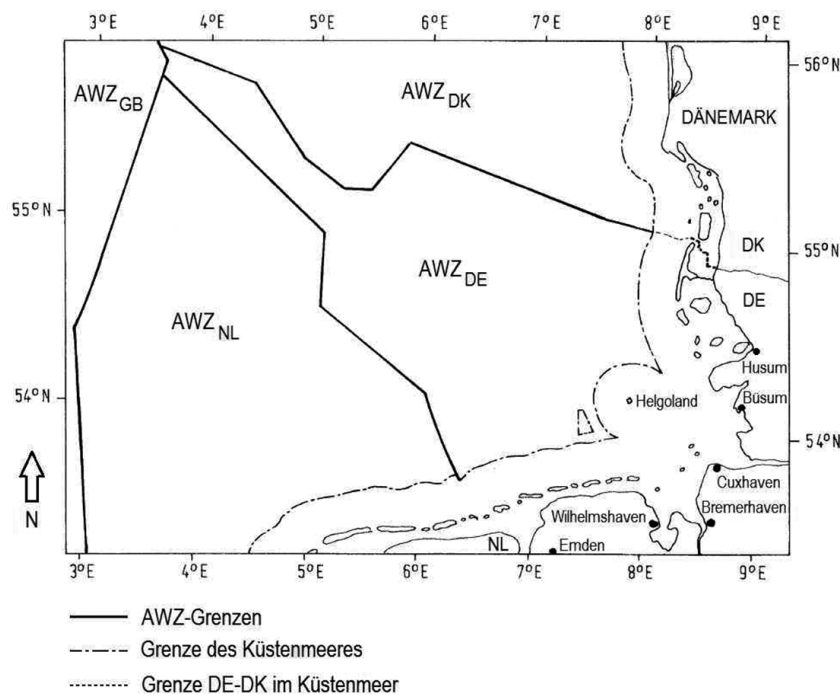 3°E 4°E 5°E 6°E 7°E 8°E 9°E
56°N
AWZGB
AWZDK
DÄNEMARK
55°N
DK
55°N
AWZDE
DE
AWZNL
Husum
54°N
Helgoland
Büsum
54°N
Cuxhaven
N
Wilhelmshaven
Bremerhaven
NL
Emden
3°E 4°E 5°E 6°E 7°E 8°E 9°E
AWZ-Grenzen
Grenze des Küstenmeeres
Grenze DE-DK im Küstenmeer